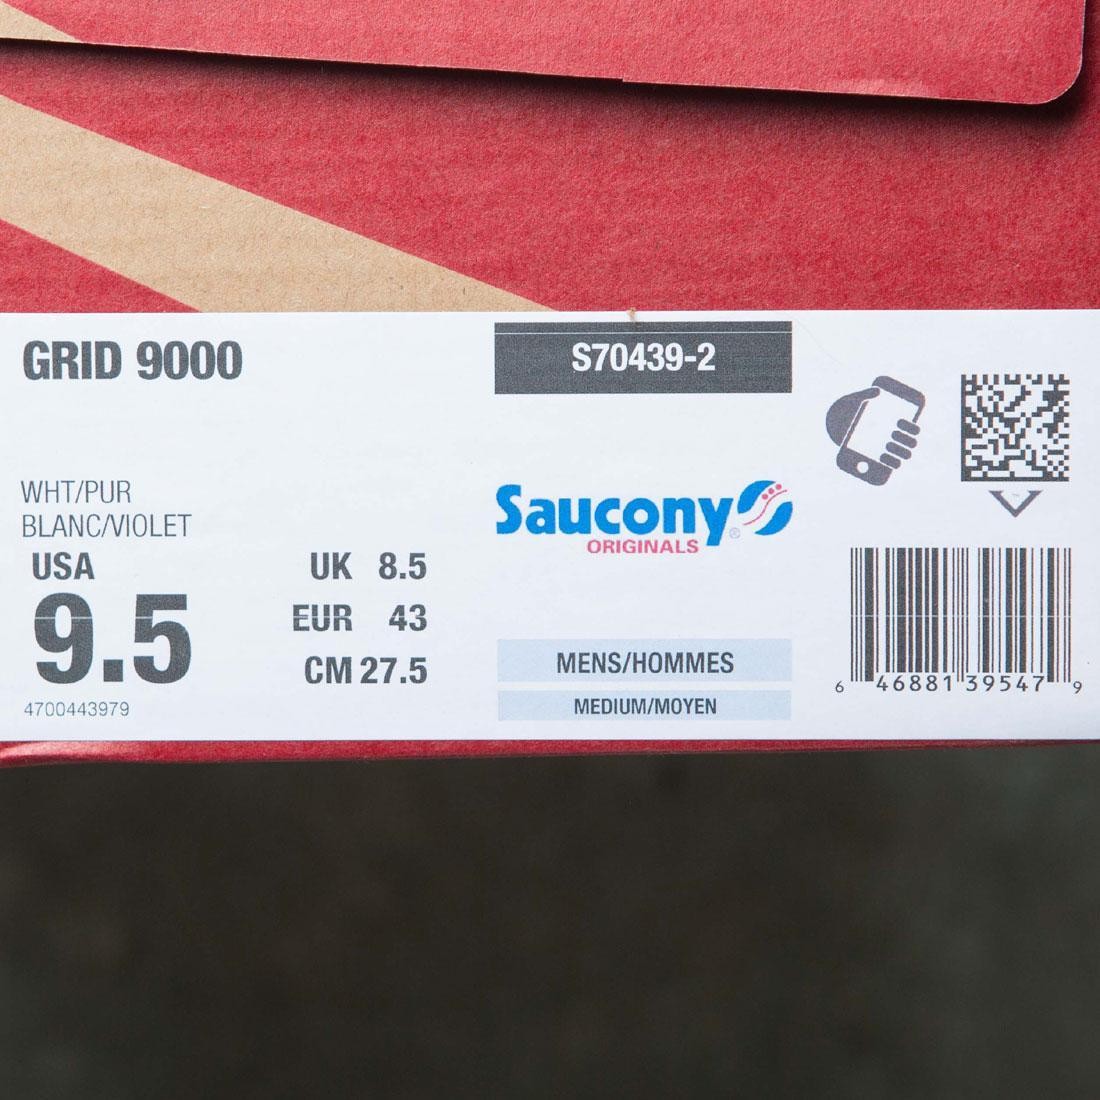 GRID 9000
S70439-2
WHT/PUR
BLANC/VIOLET
USA
9.5
UK 8.5
EUR 43
CM 27.5
4700443979
Saucony®
ORIGINALS
MENS/HOMMES
MEDIUM/MOYEN
6 46881 39547 9